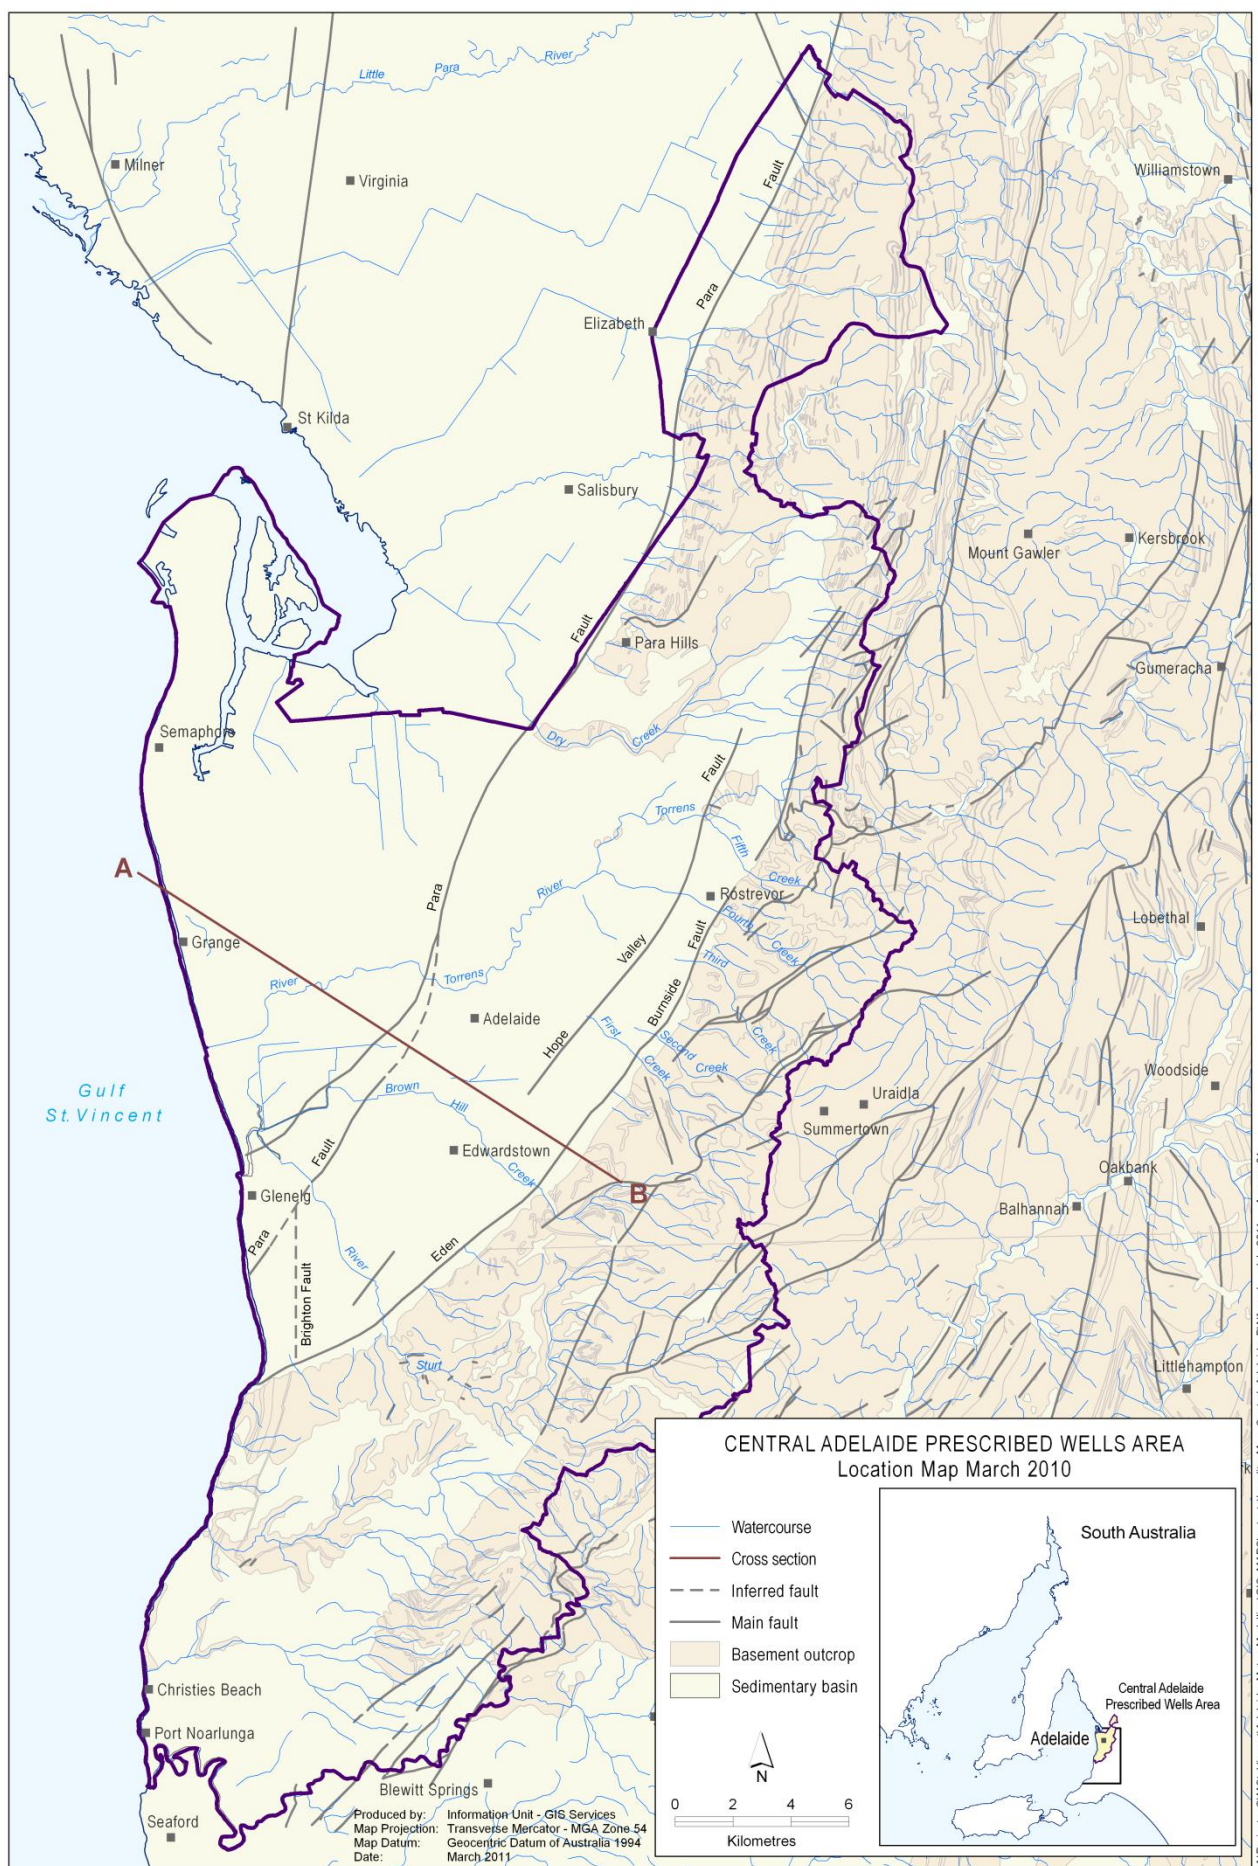 Little Para River
Milner
Virginia
Williamstown
Fault
Para
Elizabeth
St Kilda
Salisbury
Mount Gawler
Kersbrook
Fault
Para Hills
Gumeracha
Semaphore
Dry Creek
Fault
Torrens
Fifth
Creek
A
Para
River
Rostrevor
Fourth
Creek
Lobethal
Grange
Valley
Fault
Third
River
Torrens
Burnside
Adelaide
First
Creek
Second
Creek
Creek
Hope
Gulf
St. Vincent
Brown
Hill
Creek
Uraidla
Summertown
Woodside
Fault
Edwardstown
Oakbank
Glenelg
B
Balhannah
Para
River
Eden
Brighton Fault
Sturt
Littlehampton
CENTRAL ADELAIDE PRESCRIBED WELLS AREA
Location Map March 2010
Watercourse
Cross section
Inferred fault
Main fault
Basement outcrop
Sedimentary basin
N
0 2 4 6
Kilometres
South Australia
Central Adelaide
Prescribed Wells Area
Adelaide
Christies Beach
Port Noarlunga
Blewitt Springs
Seaford
Produced by: Information Unit - GIS Services
Map Projection: Transverse Mercator - MGA Zone 54
Map Datum: Geocentric Datum of Australia 1994
Date: March 2011